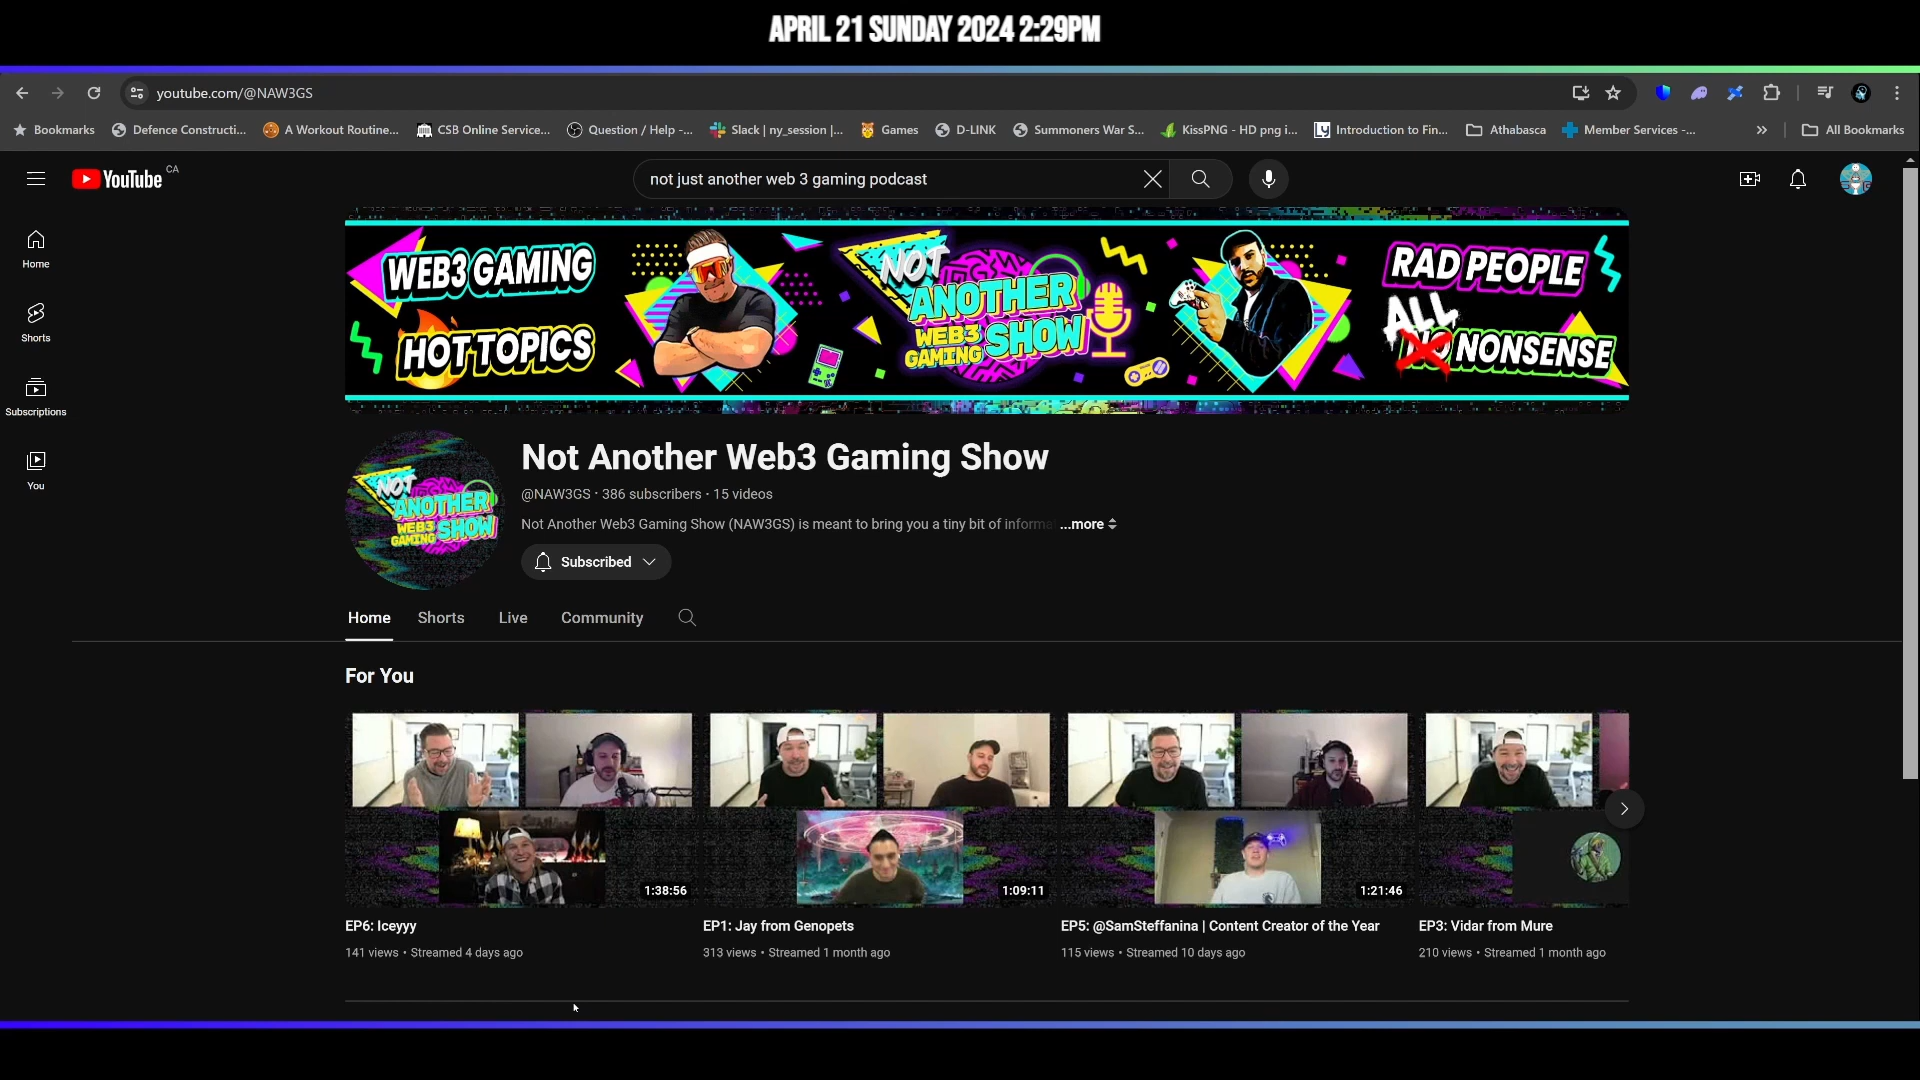 APRIL 21 SUNDAY 2024 2:29PM
youtube.com/@NAW3GS
Bookmarks
Defence Constructi...
A Workout Routine...
CSB Online Service...
Question / Help -...
Slack | ny_session |...
Games
D-LINK
Summoners War S...
KissPNG - HD png i...
Ly
Introduction to Fin...
Athabasca
Member Services -...
All Bookmarks
YouTube CA
not just another web 3 gaming podcast
Home
Shorts
Subscriptions
You
WEB3 GAMING
HOT TOPICS
NOT
ANOTHER
WEB3
GAMING
SHOW
RAD PEOPLE
ALL
NO NONSENSE
NOT
ANOTHER
WEB3
GAMING
SHOW
Not Another Web3 Gaming Show
@NAW3GS · 386 subscribers · 15 videos
Not Another Web3 Gaming Show (NAW3GS) is meant to bring you a tiny bit of informa ...more
Subscribed
Home
Shorts
Live
Community
For You
1:38:56
1:09:11
1:21:46
EP6: Iceyyy
141 views • Streamed 4 days ago
EP1: Jay from Genopets
313 views • Streamed 1 month ago
EP5: @SamSteffanina | Content Creator of the Year
115 views • Streamed 10 days ago
EP3: Vidar from Mure
210 views • Streamed 1 month ago